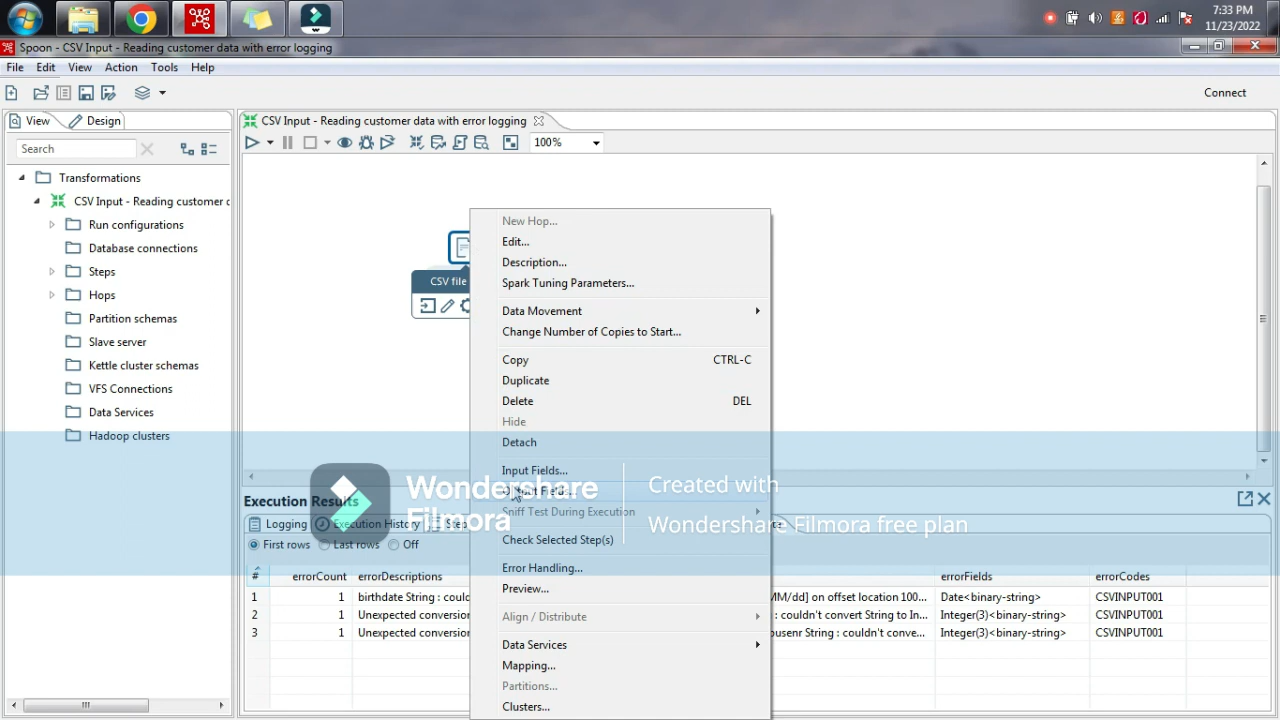 7:33 PM
11/23/2022
Spoon - CSV Input - Reading customer data with error logging
File Edit View Action Tools Help
Connect
View Design
CSV Input - Reading customer data with error logging
Search
100%
Transformations
CSV Input - Reading customer
Run configurations
Database connections
Steps
Hops
Partition schemas
Slave server
Kettle cluster schemas
VFS Connections
Data Services
Hadoop clusters
CSV file
New Hop...
Edit...
Description...
Spark Tuning Parameters...
Data Movement
Change Number of Copies to Start...
Copy CTRL-C
Duplicate
Delete DEL
Hide
Detach
Input Fields...
Output Fields...
Sniff Test During Execution
Check Selected Step(s)
Error Handling...
Preview...
Align / Distribute
Data Services
Mapping...
Partitions...
Clusters...
Wondershare
Filmora
Created with
Wondershare Filmora free plan
Execution Results
Logging Execution History
First rows Last rows Off
# errorCount errorDescriptions errorFields errorCodes
1 1 birthdate String : MM/dd] on offset location 100... Date<binary-string> CSVINPUT001
2 1 Unexpected conversion : couldn't convert String to In... Integer(3)<binary-string> CSVINPUT001
3 1 Unexpected conversion String : couldn't conve... Integer(3)<binary-string> CSVINPUT001